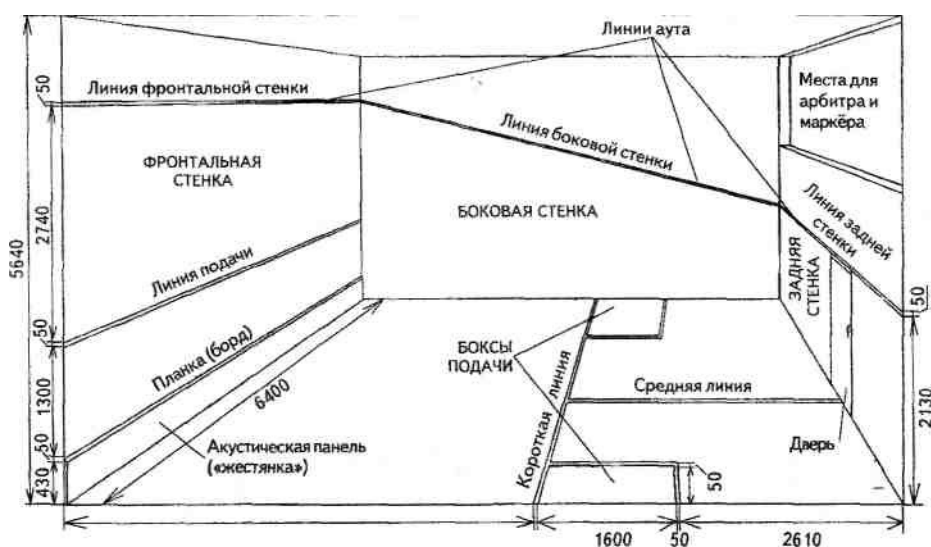 Линии аута
50
Линия фронтальной стенки
Места для
арбитра и
маркёра
Линия боковой стенки
ФРОНТАЛЬНАЯ
СТЕНКА
БОКОВАЯ СТЕНКА
Линия задней
стенки
2740
5640
Линия подачи
ЗАДНЯЯ
СТЕНКА
50
50
Планка (борд)
БОКСЫ
ПОДАЧИ
6400
Средняя линия
1300
2130
Короткая линия
Акустическая панель
(«жестянка»)
Дверь
50
430
50
1600
50
2610